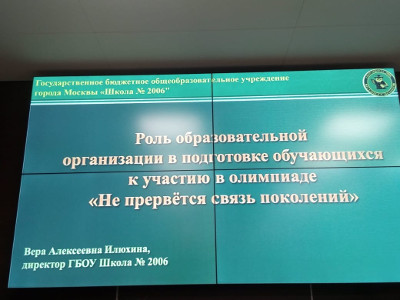 Государственное бюджетное общеобразовательное учреждение
города Москвы «Школа № 2006"
Роль образовательной
организации в подготовке обучающихся
к участию в олимпиаде
«Не прервётся связь поколений»
Вера Алексеевна Илюхина,
директор ГБОУ Школа № 2006